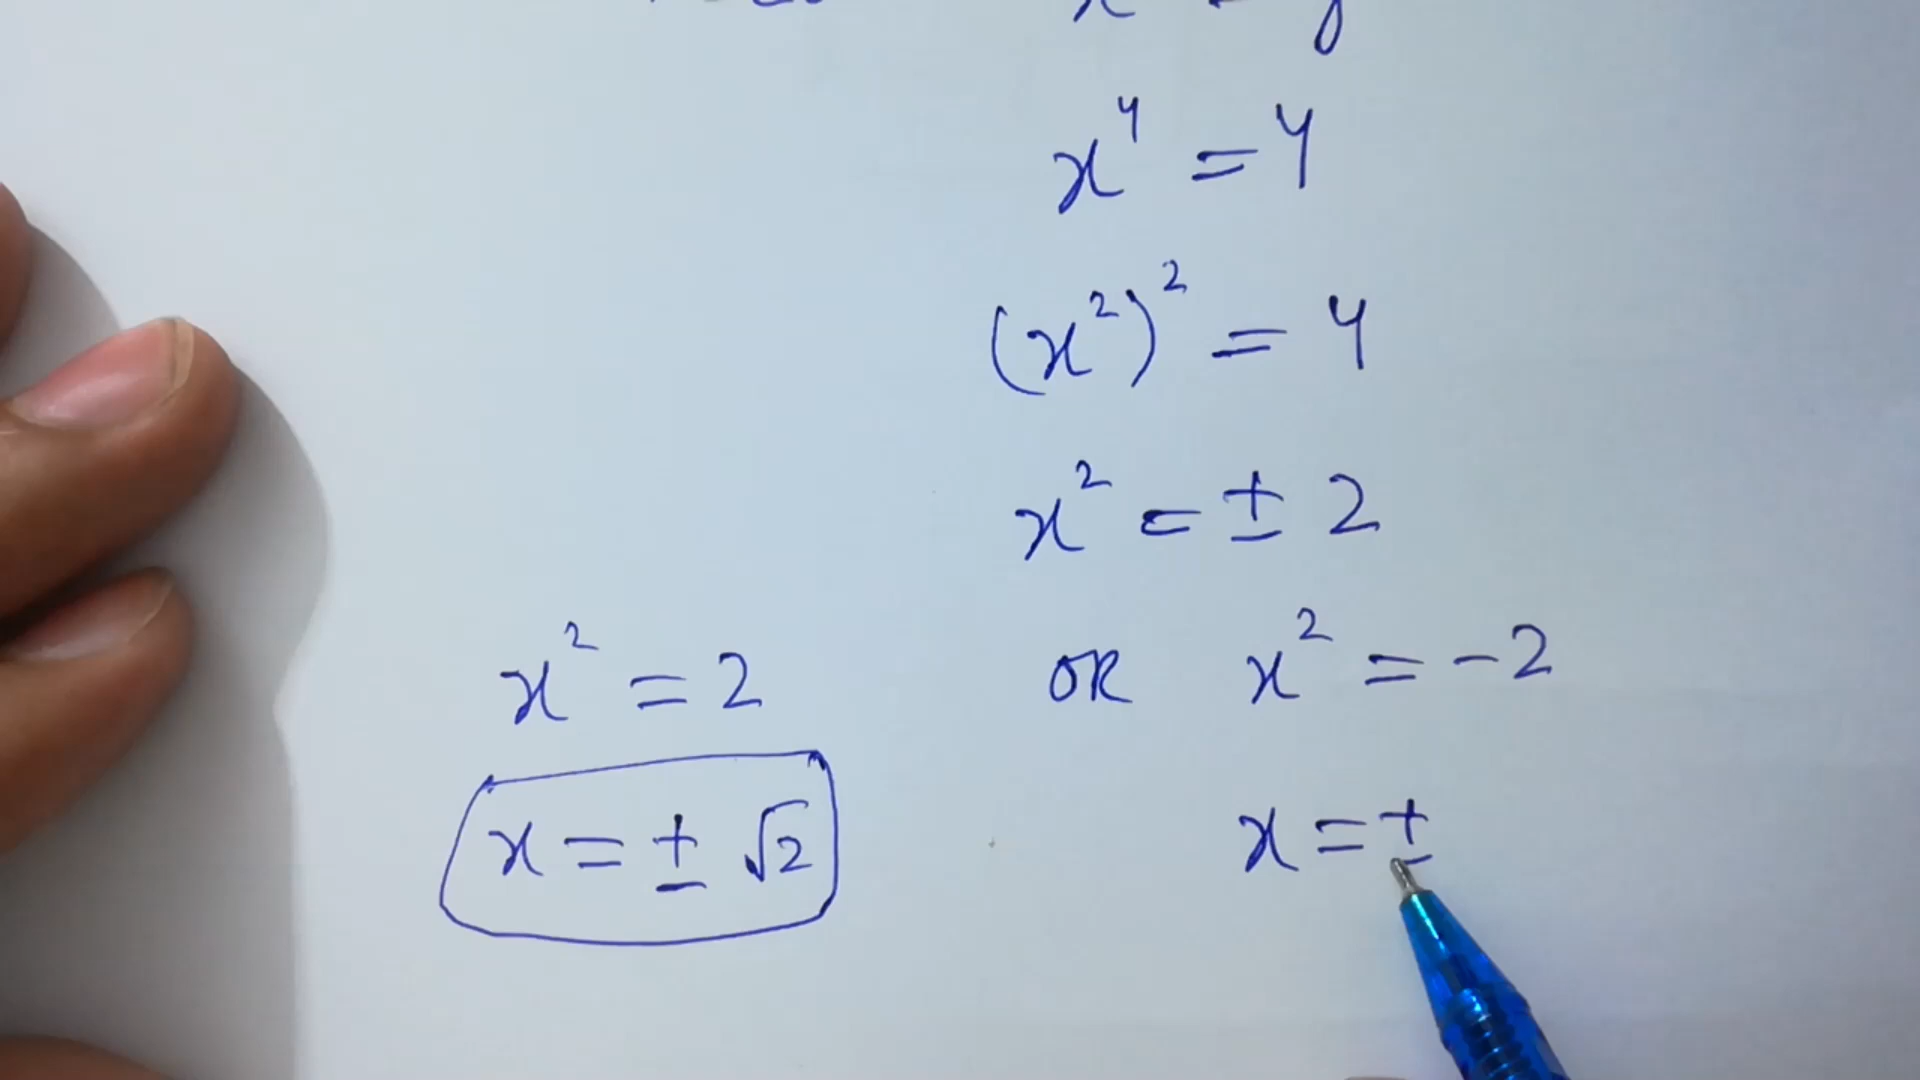 x⁴ = 4
(x²)² = 4
x² = ± 2
x² = 2 OR x² = -2
x = ± √2 x = ±